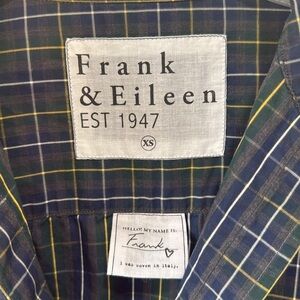 Frank
& Eileen
EST 1947
XS
HELLO, MY NAME IS:
Frank
I was woven in Italy.